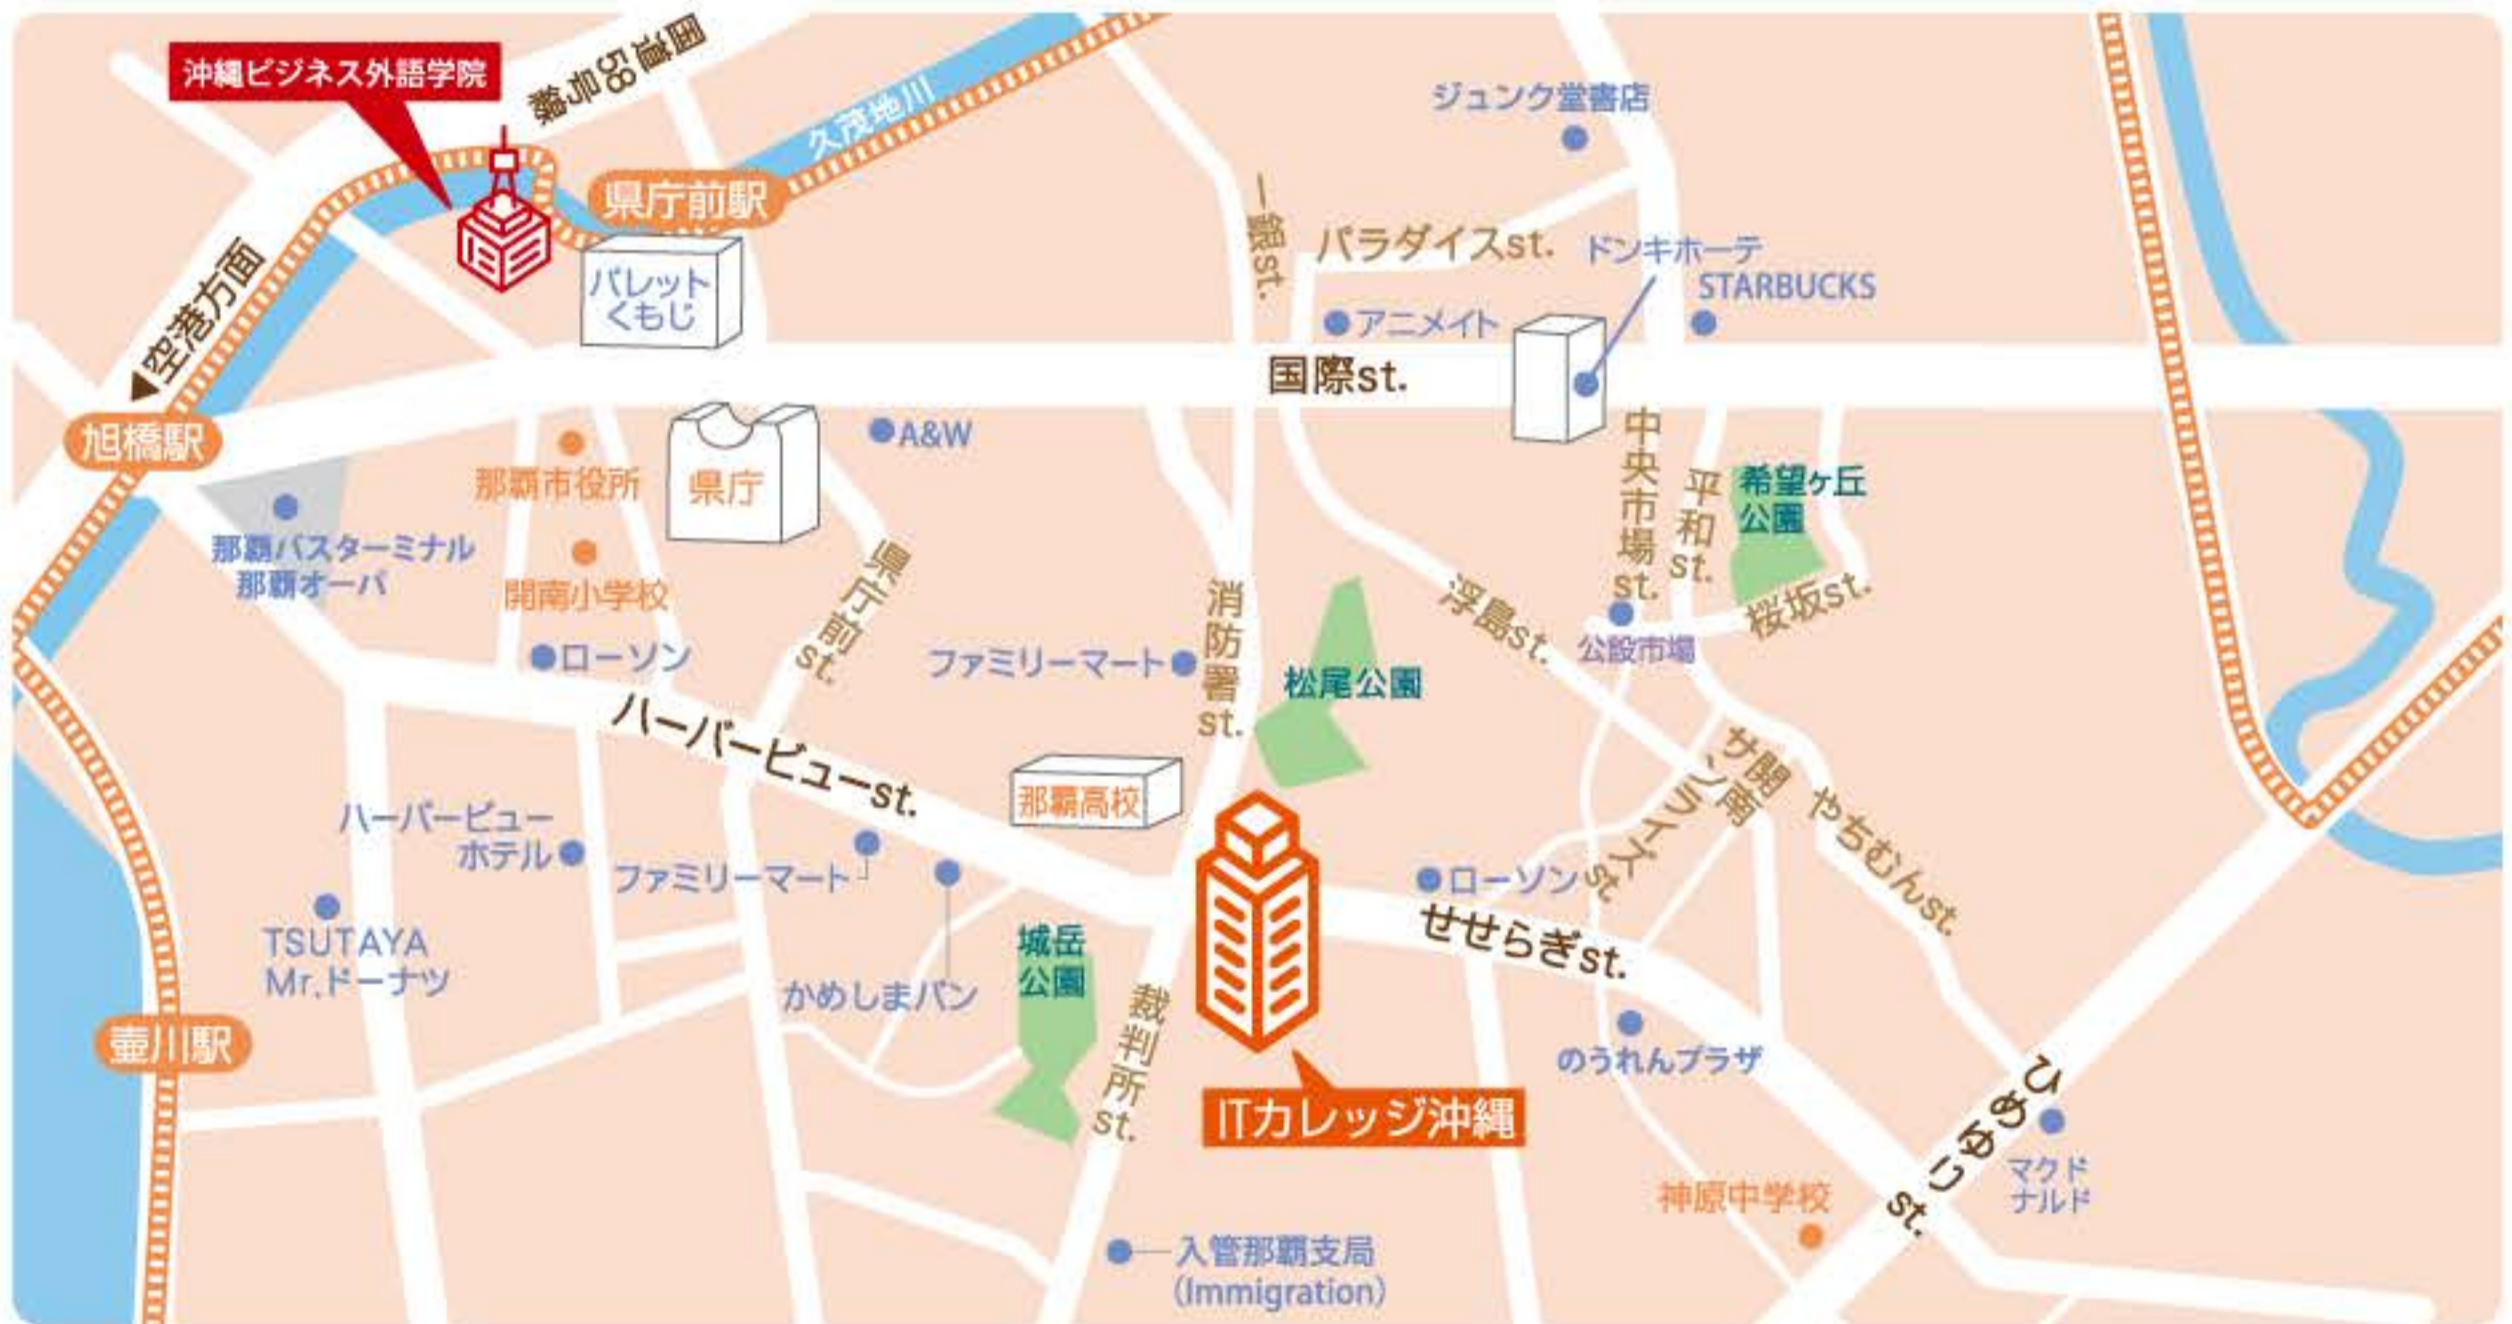 国道58号線
沖縄ビジネス外語学院
久茂地川
ジュンク堂書店
県庁前駅
一銀st.
パラダイスst.
ドンキホーテ
STARBUCKS
パレット
くもじ
空港方面
アニメイト
国際st.
旭橋駅
A&W
那覇市役所
県庁
中央市場st.
平和st.
希望ヶ丘
公園
那覇バスターミナル
那覇オーパ
開南小学校
県庁前st.
消防署st.
浮島st.
桜坂st.
公設市場
ローソン
ファミリーマート
松尾公園
ハーバービューst.
サンライズst.
開南
やちむんst.
那覇高校
ハーバービュー
ホテル
ファミリーマート
ローソン
せせらぎst.
TSUTAYA
Mr.ドーナツ
かめしまパン
城岳
公園
裁判所st.
壷川駅
のうれんプラザ
ITカレッジ沖縄
ひめゆりst.
マクド
ナルド
神原中学校
入管那覇支局
(Immigration)